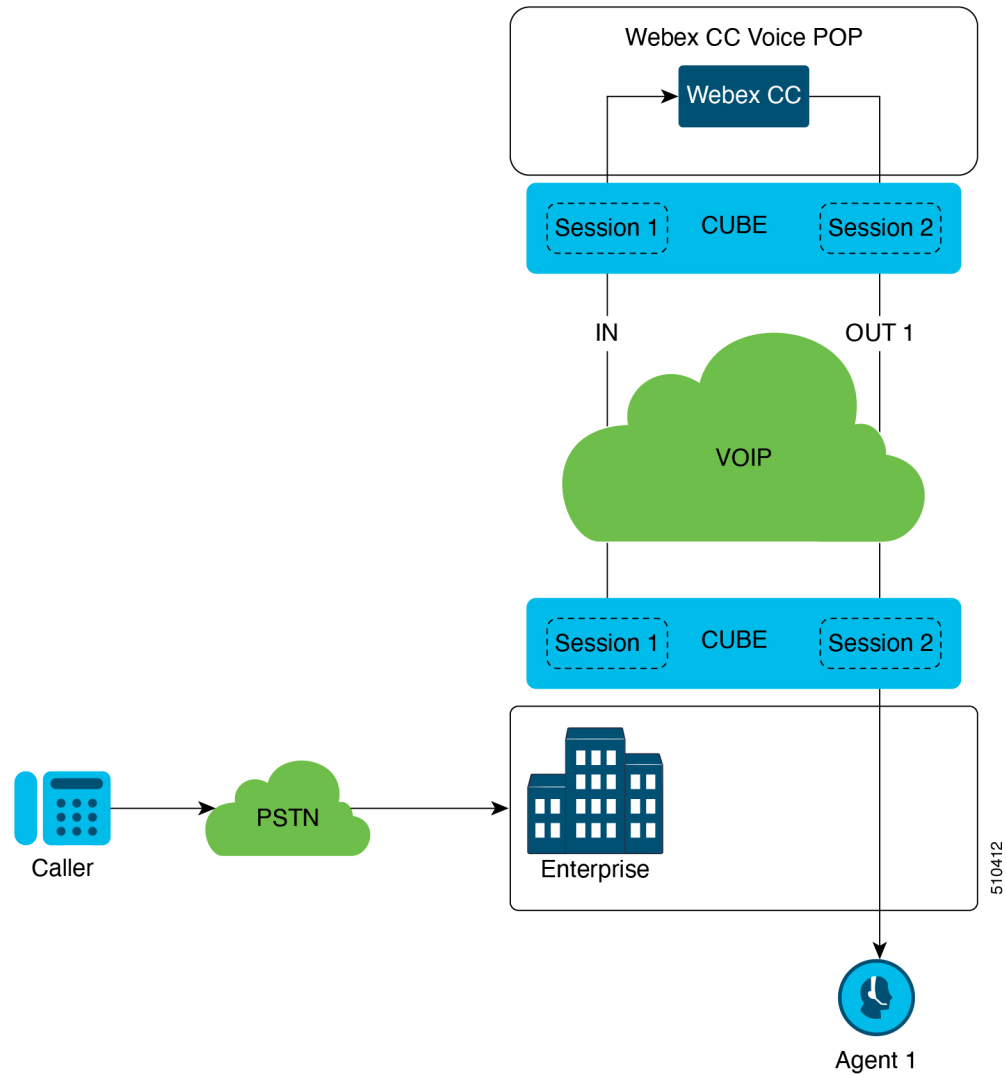 Webex CC Voice POP
Webex CC
Session 1
CUBE
Session 2
IN
OUT 1
VOIP
Session 1
CUBE
Session 2
PSTN
Caller
Enterprise
510412
Agent 1